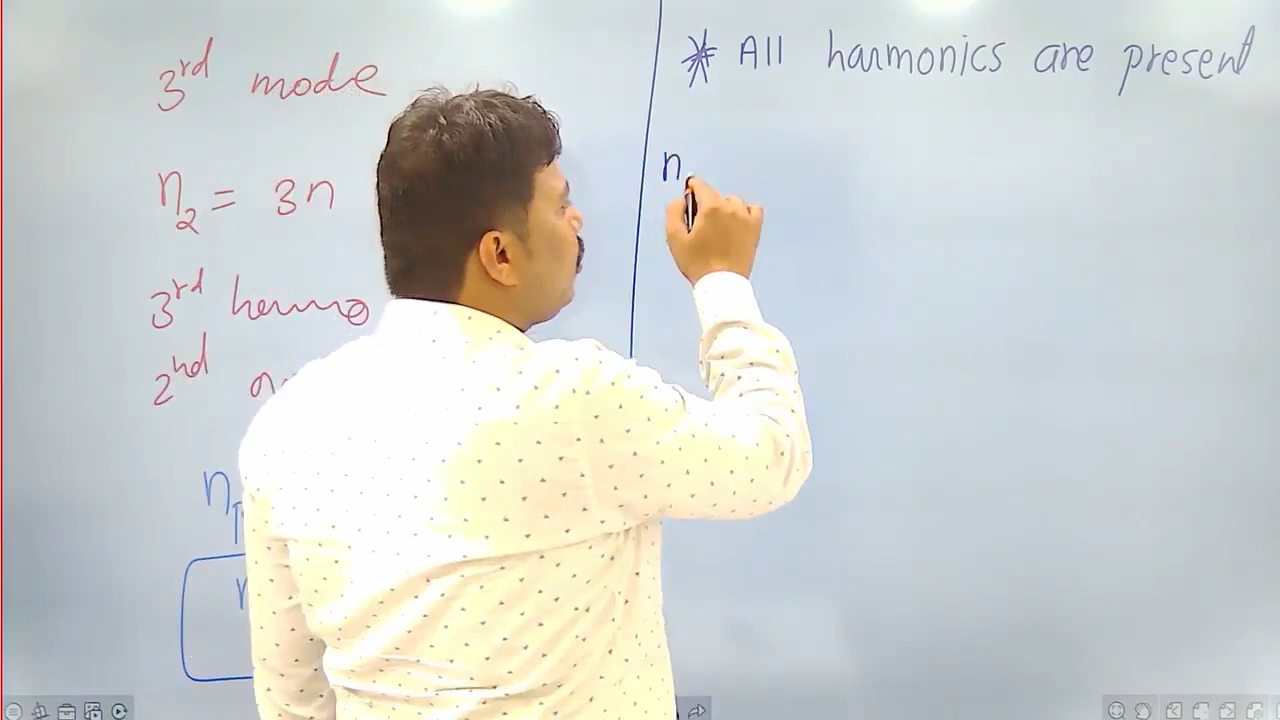 3rd mode
n₂ = 3n
3rd harmo
2nd
n
* All harmonics are present
n